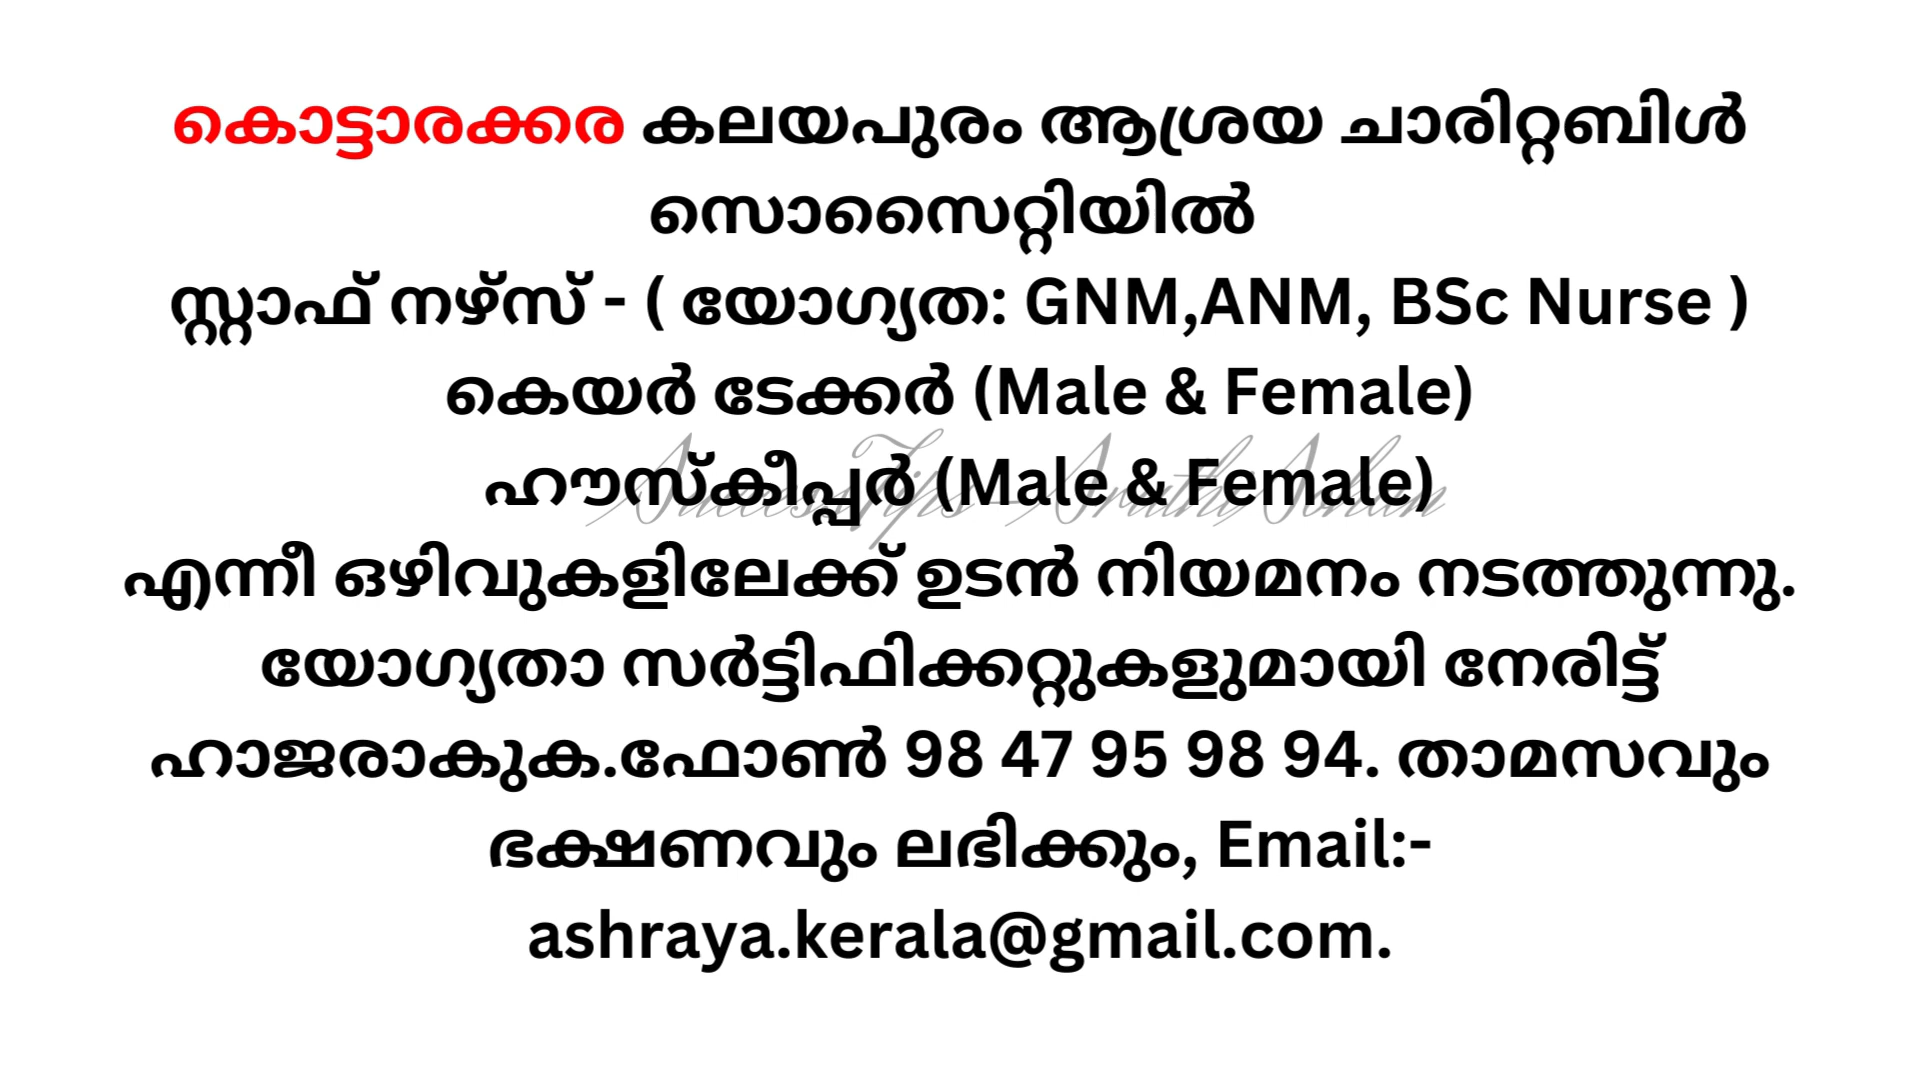 കൊട്ടാരക്കര കലയപുരം ആശ്രയ ചാരിറ്റബിൾ
സൊസൈറ്റിയിൽ
സ്റ്റാഫ് നഴ്സ് - ( യോഗ്യത: GNM,ANM, BSc Nurse )
കെയർ ടേക്കർ (Male & Female)
ഹൗസ്കീപ്പർ (Male & Female)
എന്നീ ഒഴിവുകളിലേക്ക് ഉടൻ നിയമനം നടത്തുന്നു.
യോഗ്യതാ സർട്ടിഫിക്കറ്റുകളുമായി നേരിട്ട്
ഹാജരാകുക.ഫോൺ 98 47 95 98 94. താമസവും
ഭക്ഷണവും ലഭിക്കും, Email:-
ashraya.kerala@gmail.com.